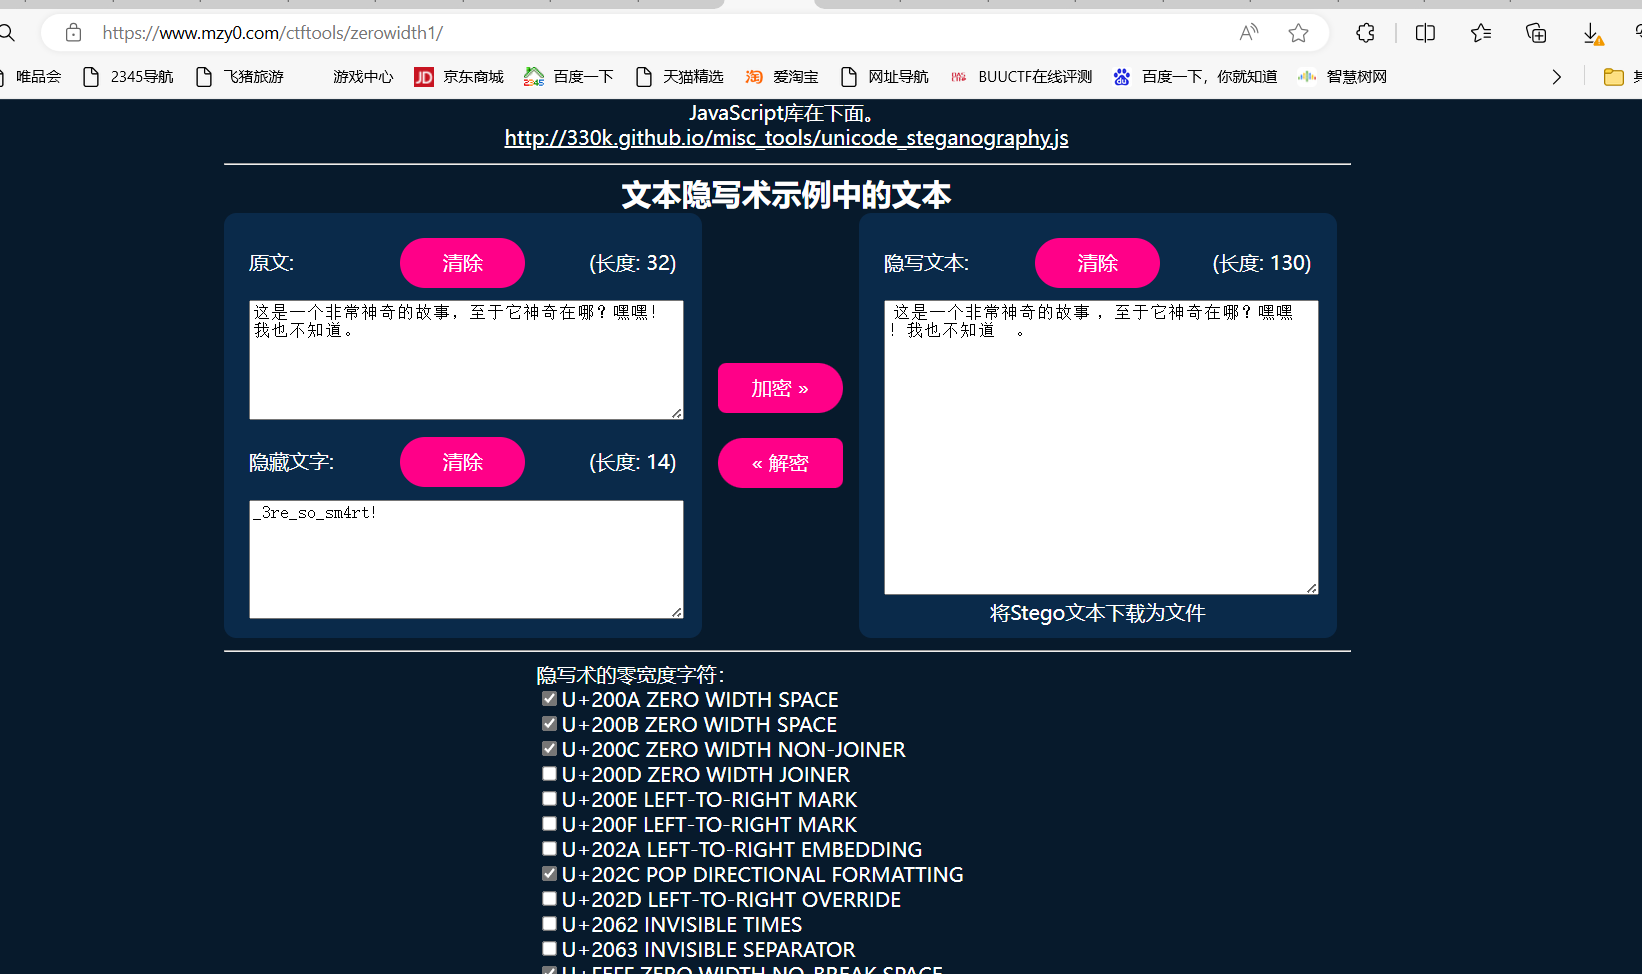 https://www.mzy0.com/ctftools/zerowidth1/
唯品会 2345导航 飞猪旅游 游戏中心 JD 京东商城 2345 百度一下 天猫精选 淘 爱淘宝 网址导航 BUUCTF在线评测 du 百度一下，你就知道 智慧树网
JavaScript库在下面。
http://330k.github.io/misc_tools/unicode_steganography.js
文本隐写术示例中的文本
原文: 清除 (长度: 32)
这是一个非常神奇的故事，至于它神奇在哪？嘿嘿！
我也不知道。
隐藏文字: 清除 (长度: 14)
_3re_so_sm4rt!
加密 »
« 解密
隐写文本: 清除 (长度: 130)
这是一个非常神奇的故事 ，至于它神奇在哪？嘿嘿
！我也不知道 。
将Stego文本下载为文件
隐写术的零宽度字符:
U+200A ZERO WIDTH SPACE
U+200B ZERO WIDTH SPACE
U+200C ZERO WIDTH NON-JOINER
U+200D ZERO WIDTH JOINER
U+200E LEFT-TO-RIGHT MARK
U+200F LEFT-TO-RIGHT MARK
U+202A LEFT-TO-RIGHT EMBEDDING
U+202C POP DIRECTIONAL FORMATTING
U+202D LEFT-TO-RIGHT OVERRIDE
U+2062 INVISIBLE TIMES
U+2063 INVISIBLE SEPARATOR
U+FEFF ZERO WIDTH NO-BREAK SPACE